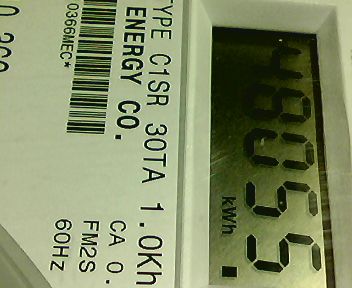 48055
kWh
TYPE C1SR 30TA 1.0Kh
ENERGY CO.
CA 0.
FM2S
60Hz
0366MEC*